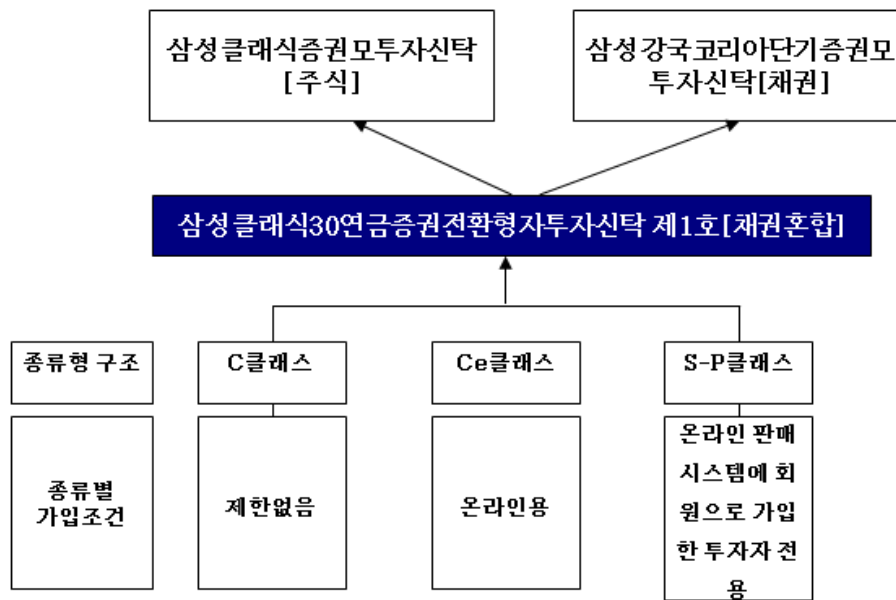 삼성클래식증권모투자신탁
[주식]
삼성강국코리아단기증권모
투자신탁[채권]
삼성클래식30연금증권전환형자투자신탁 제1호[채권혼합]
종류형 구조
C클래스
Ce클래스
S-P클래스
종류별
가입조건
제한없음
온라인용
온라인 판매
시스템에 회
원으로 가입
한 투자자 전
용